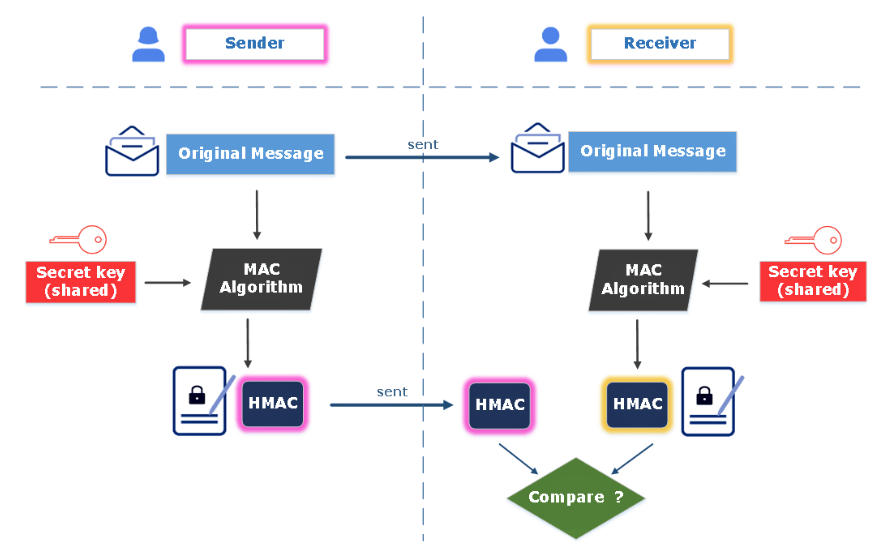 Sender
Receiver
Original Message
sent
Original Message
Secret key
(shared)
MAC
Algorithm
MAC
Algorithm
Secret key
(shared)
HMAC
sent
HMAC
HMAC
Compare ?